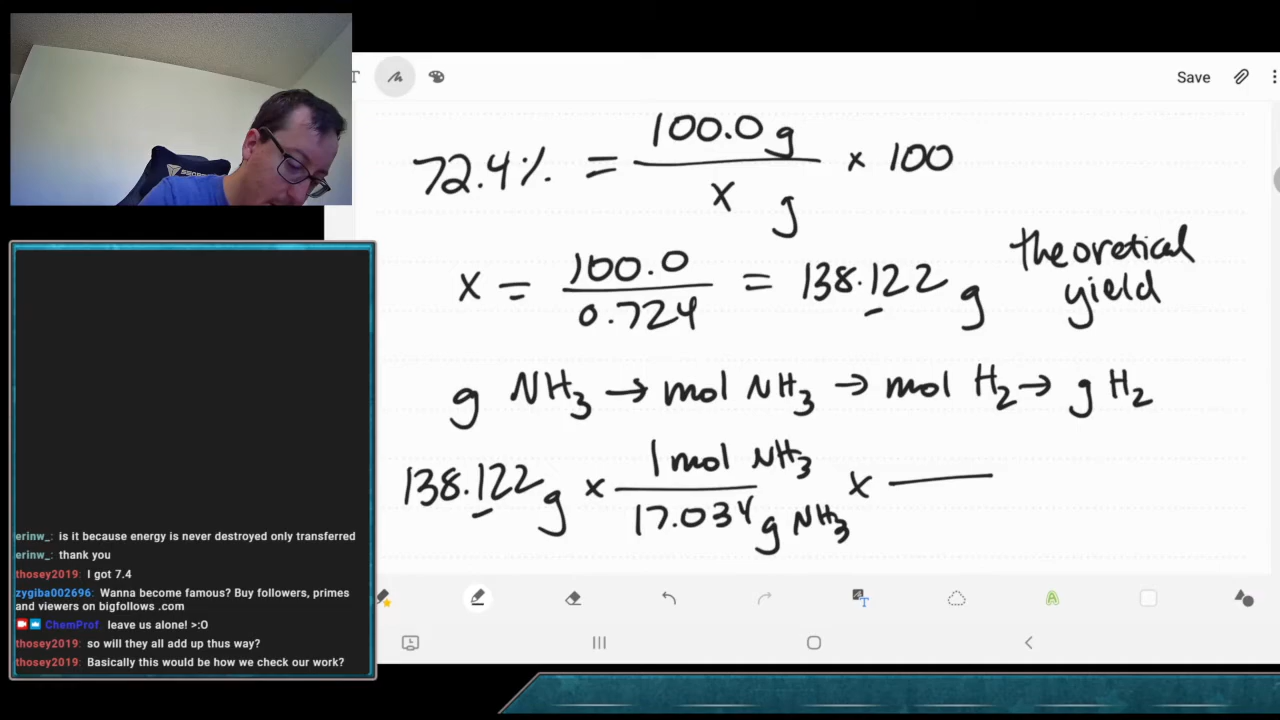 T
Save
72.4% = 100.0 g / x g × 100
x = 100.0 / 0.724 = 138.122 g
theoretical
yield
g NH3 → mol NH3 → mol H2 → g H2
138.122 g × 1 mol NH3 / 17.034 g NH3 ×
erinw_: is it because energy is never destroyed only transferred
erinw_: thank you
thosey2019: I got 7.4
zygiba002696: Wanna become famous? Buy followers, primes
and viewers on bigfollows .com
ChemProf: leave us alone! >:O
thosey2019: so will they all add up thus way?
thosey2019: Basically this would be how we check our work?